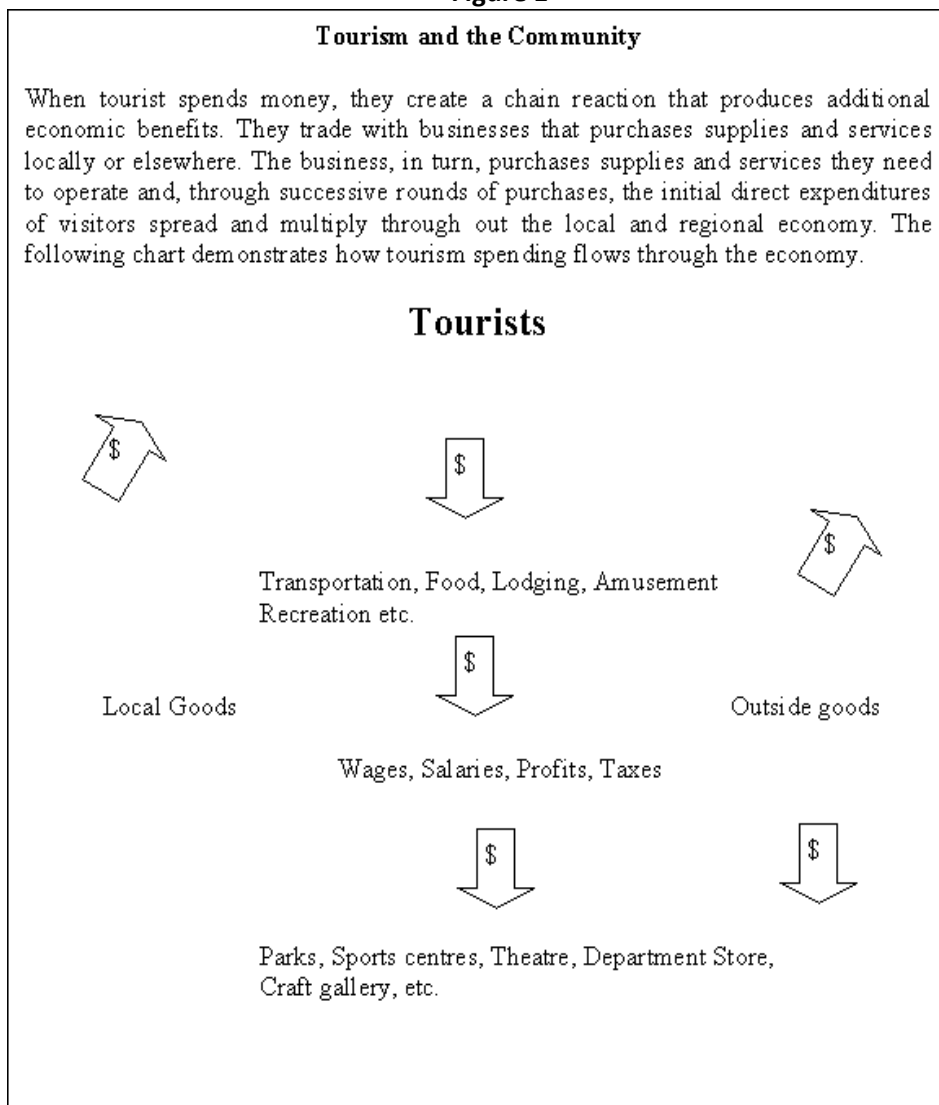 Tourism and the Community
When tourist spends money, they create a chain reaction that produces additional
economic benefits. They trade with businesses that purchases supplies and services
locally or elsewhere. The business, in turn, purchases supplies and services they need
to operate and, through successive rounds of purchases, the initial direct expenditures
of visitors spread and multiply through out the local and regional economy. The
following chart demonstrates how tourism spending flows through the economy.
Tourists
$
$
$
Transportation, Food, Lodging, Amusement
Recreation etc.
$
Local Goods
Outside goods
Wages, Salaries, Profits, Taxes
$
$
Parks, Sports centres, Theatre, Department Store,
Craft gallery, etc.